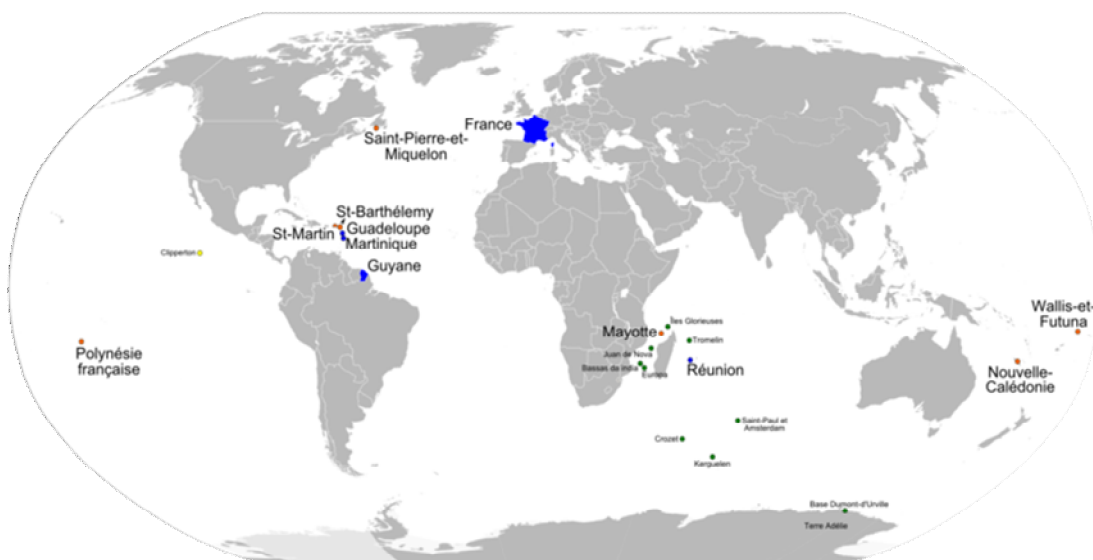 France
Saint-Pierre-et-
Miquelon
St-Barthélemy
St-Martin
Guadeloupe
Martinique
Clipperton
Guyane
Îles Glorieuses
Mayotte
Tromelin
Juan de Nova
Bassas da India
Europa
Réunion
Polynésie
française
Wallis-et-
Futuna
Nouvelle-
Calédonie
Saint-Paul et
Amsterdam
Crozet
Kerguelen
Base Dumont-d'Urville
Terre Adélie